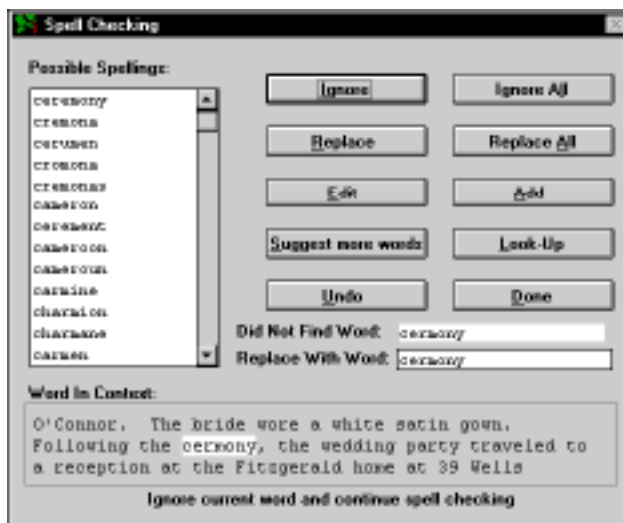 Spell Checking
Possible Spellings:
ceremony
cremona
cerumen
cromona
cremonas
cameron
cerement
cameroon
cameroun
carmine
charmion
charmane
carmen
Ignore
Ignore All
Replace
Replace All
Edit
Add
Suggest more words
Look-Up
Undo
Done
Did Not Find Word: cermony
Replace With Word: cermony
Word In Context:
O'Connor. The bride wore a white satin gown.
Following the cermony, the wedding party traveled to
a reception at the Fitzgerald home at 39 Wells
Ignore current word and continue spell checking